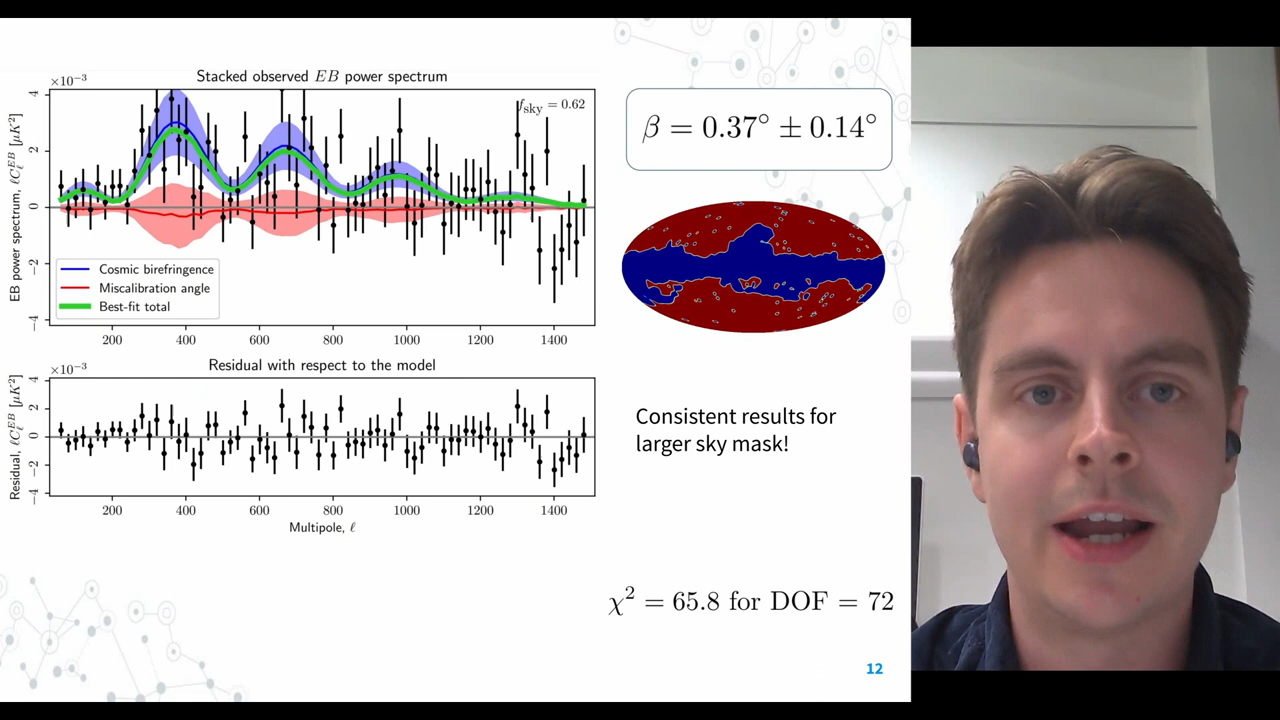 Stacked observed EB power spectrum
×10⁻³
f_sky = 0.62
EB power spectrum, ℓC_ℓ^{EB} [μK²]
4
2
0
−2
−4
Cosmic birefringence
Miscalibration angle
Best-fit total
200 400 600 800 1000 1200 1400
Residual with respect to the model
×10⁻³
Residual, ℓC_ℓ^{EB} [μK²]
4
2
0
−2
−4
200 400 600 800 1000 1200 1400
Multipole, ℓ
β = 0.37° ± 0.14°
Consistent results for
larger sky mask!
χ² = 65.8 for DOF = 72
12